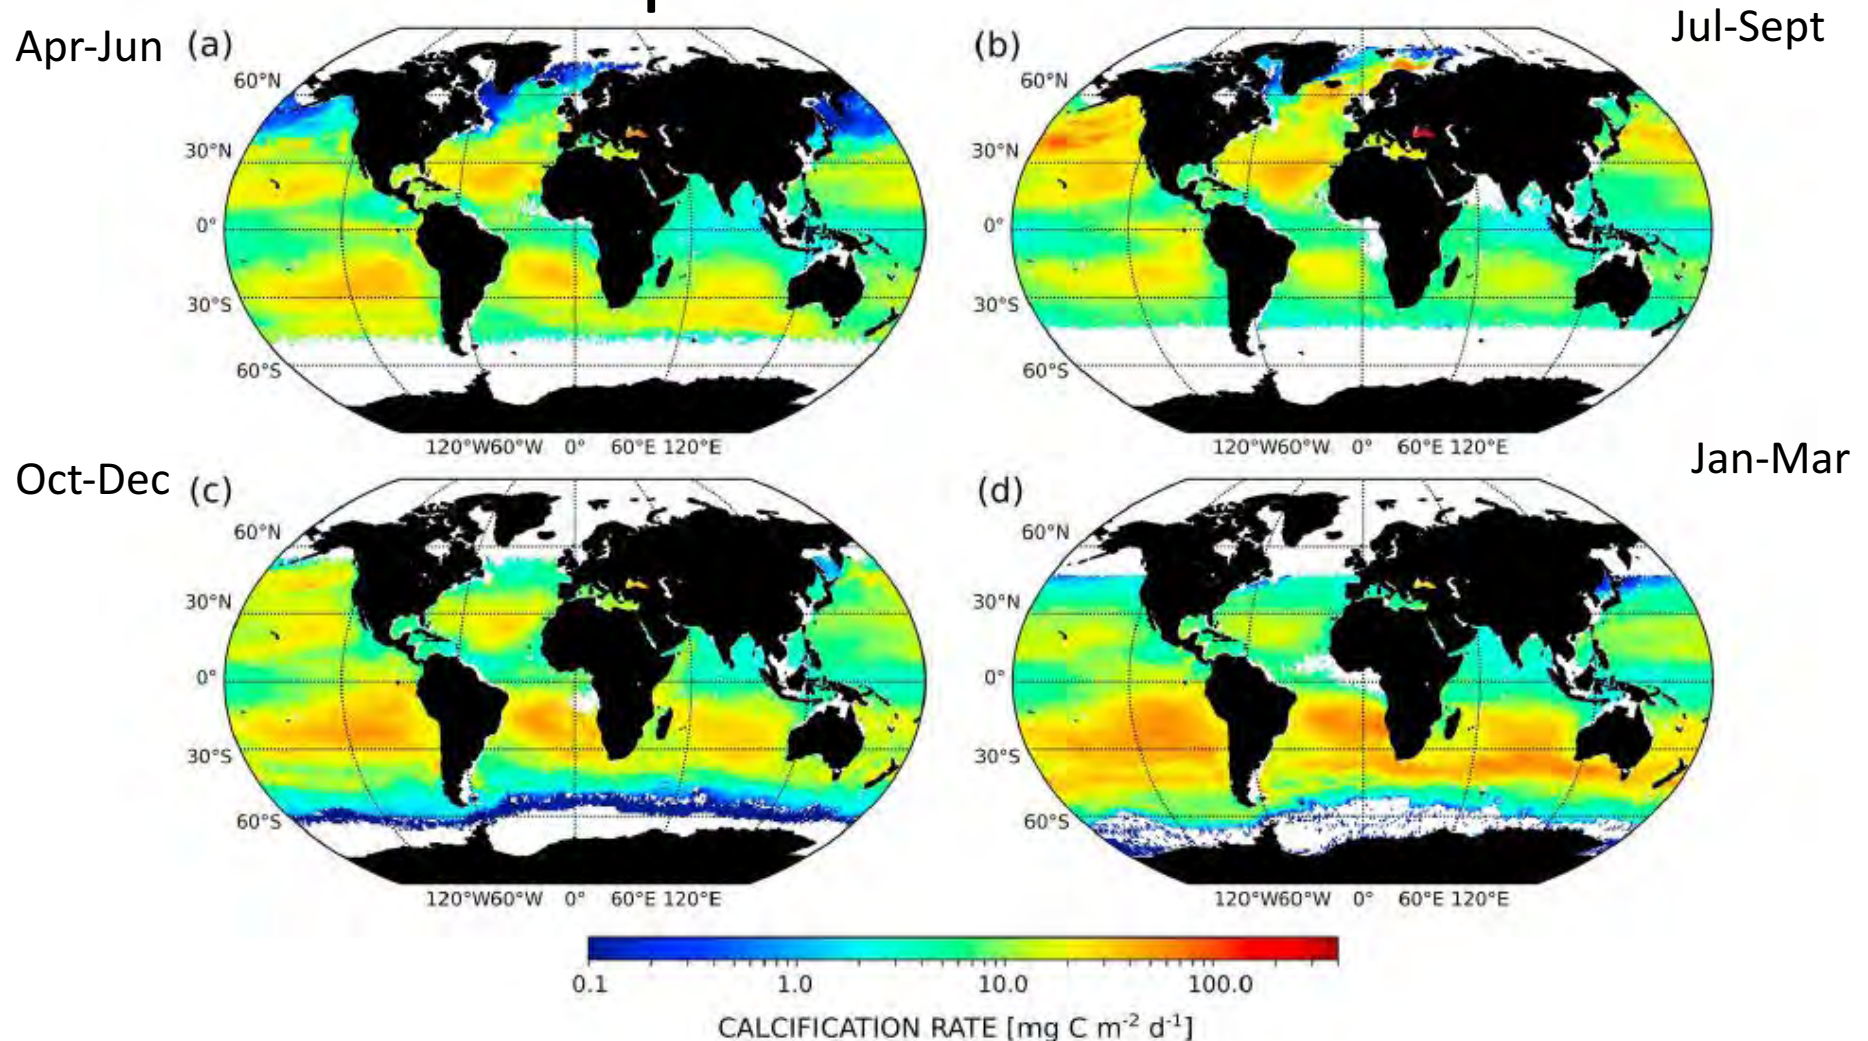 Apr-Jun (a)
(b) Jul-Sept
60°N
30°N
0°
30°S
60°S
120°W60°W 0° 60°E 120°E
60°N
30°N
0°
30°S
60°S
120°W60°W 0° 60°E 120°E
Oct-Dec (c)
(d) Jan-Mar
60°N
30°N
0°
30°S
60°S
120°W60°W 0° 60°E 120°E
60°N
30°N
0°
30°S
60°S
120°W60°W 0° 60°E 120°E
0.1 1.0 10.0 100.0
CALCIFICATION RATE [mg C m⁻² d⁻¹]